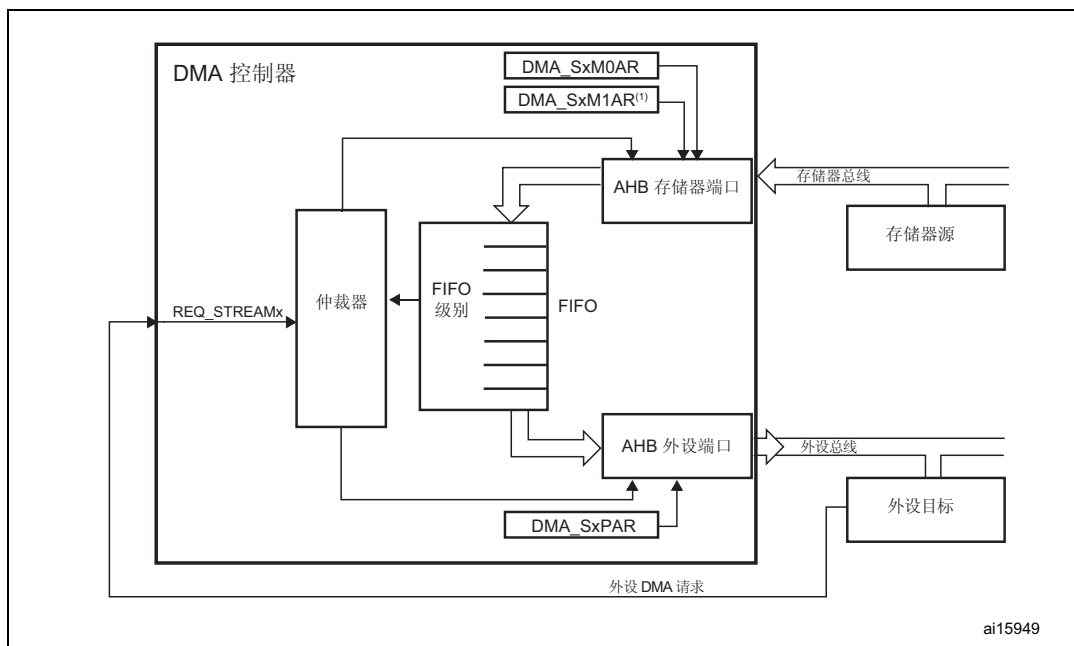 DMA 控制器
DMA_SxM0AR
DMA_SxM1AR(1)
AHB 存储器端口
存储器总线
存储器源
仲裁器
FIFO
级别
FIFO
REQ_STREAMx
AHB 外设端口
外设总线
外设目标
DMA_SxPAR
外设 DMA 请求
ai15949